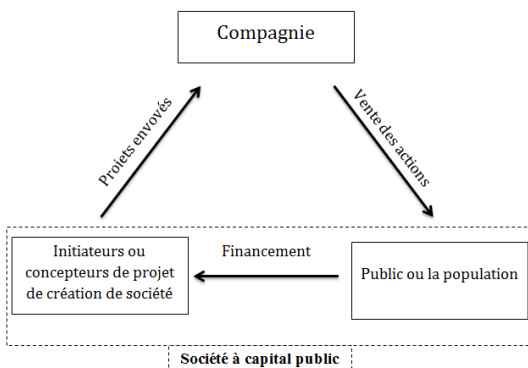 Compagnie
Projets envoyés
Vente des actions
Initiateurs ou
concepteurs de projet
de création de société
Financement
Public ou la population
Société à capital public